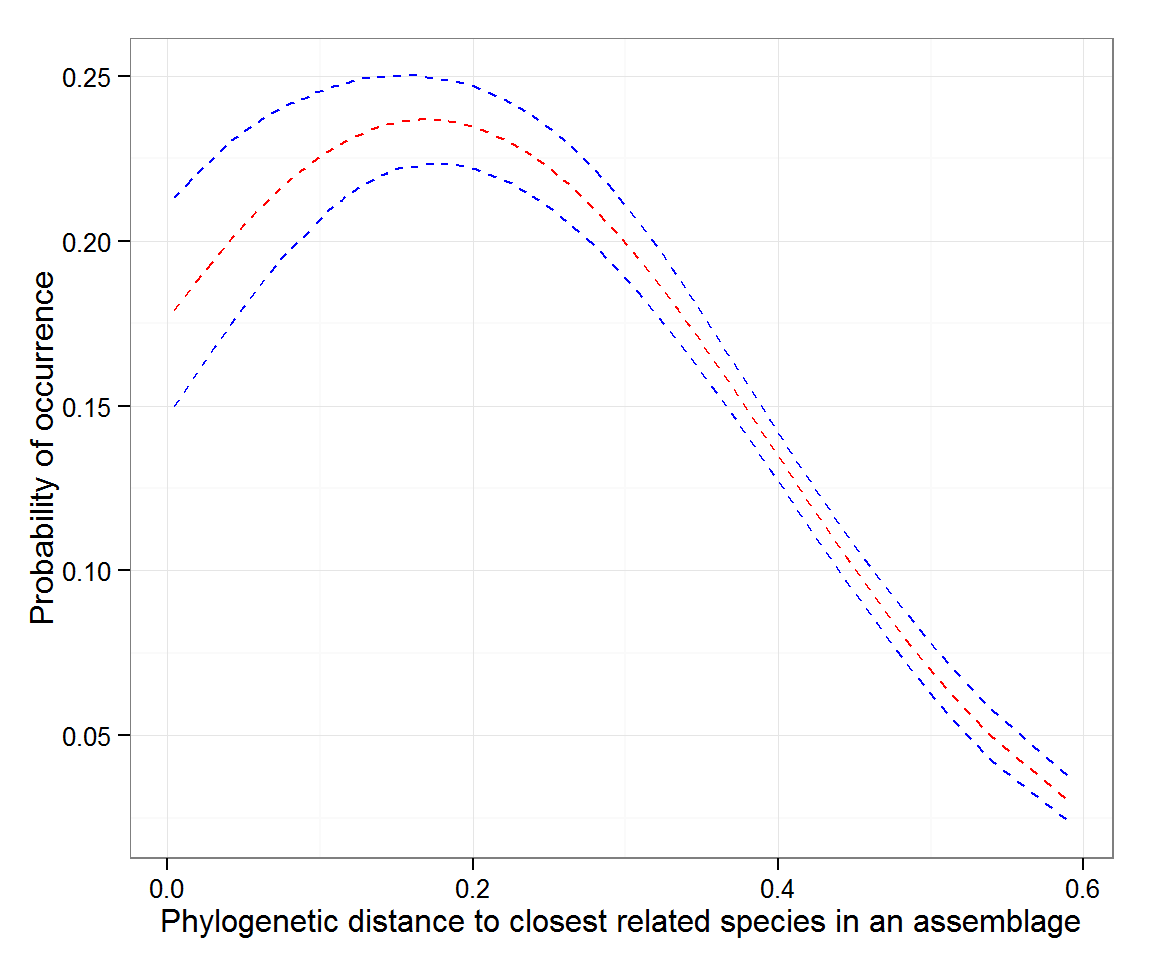 Probability of occurrence
0.25
0.20
0.15
0.10
0.05
0.0 0.2 0.4 0.6
Phylogenetic distance to closest related species in an assemblage